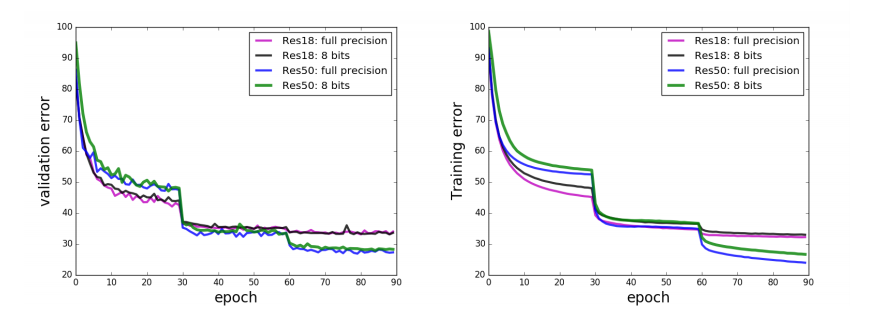 100
90
80
70
60
50
40
30
20
validation error
Res18: full precision
Res18: 8 bits
Res50: full precision
Res50: 8 bits
0 10 20 30 40 50 60 70 80 90
epoch
100
90
80
70
60
50
40
30
20
Training error
Res18: full precision
Res18: 8 bits
Res50: full precision
Res50: 8 bits
0 10 20 30 40 50 60 70 80 90
epoch